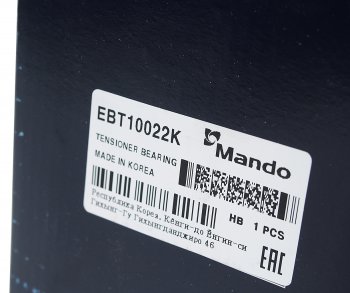 EBT10022K
Mando
TENSIONER BEARING
MADE IN KOREA
HB 1 PCS
Республика Корея, Кёнги-до Ёнгин-си
Гихынг-Гу Гихынгданджиро 46
EAC